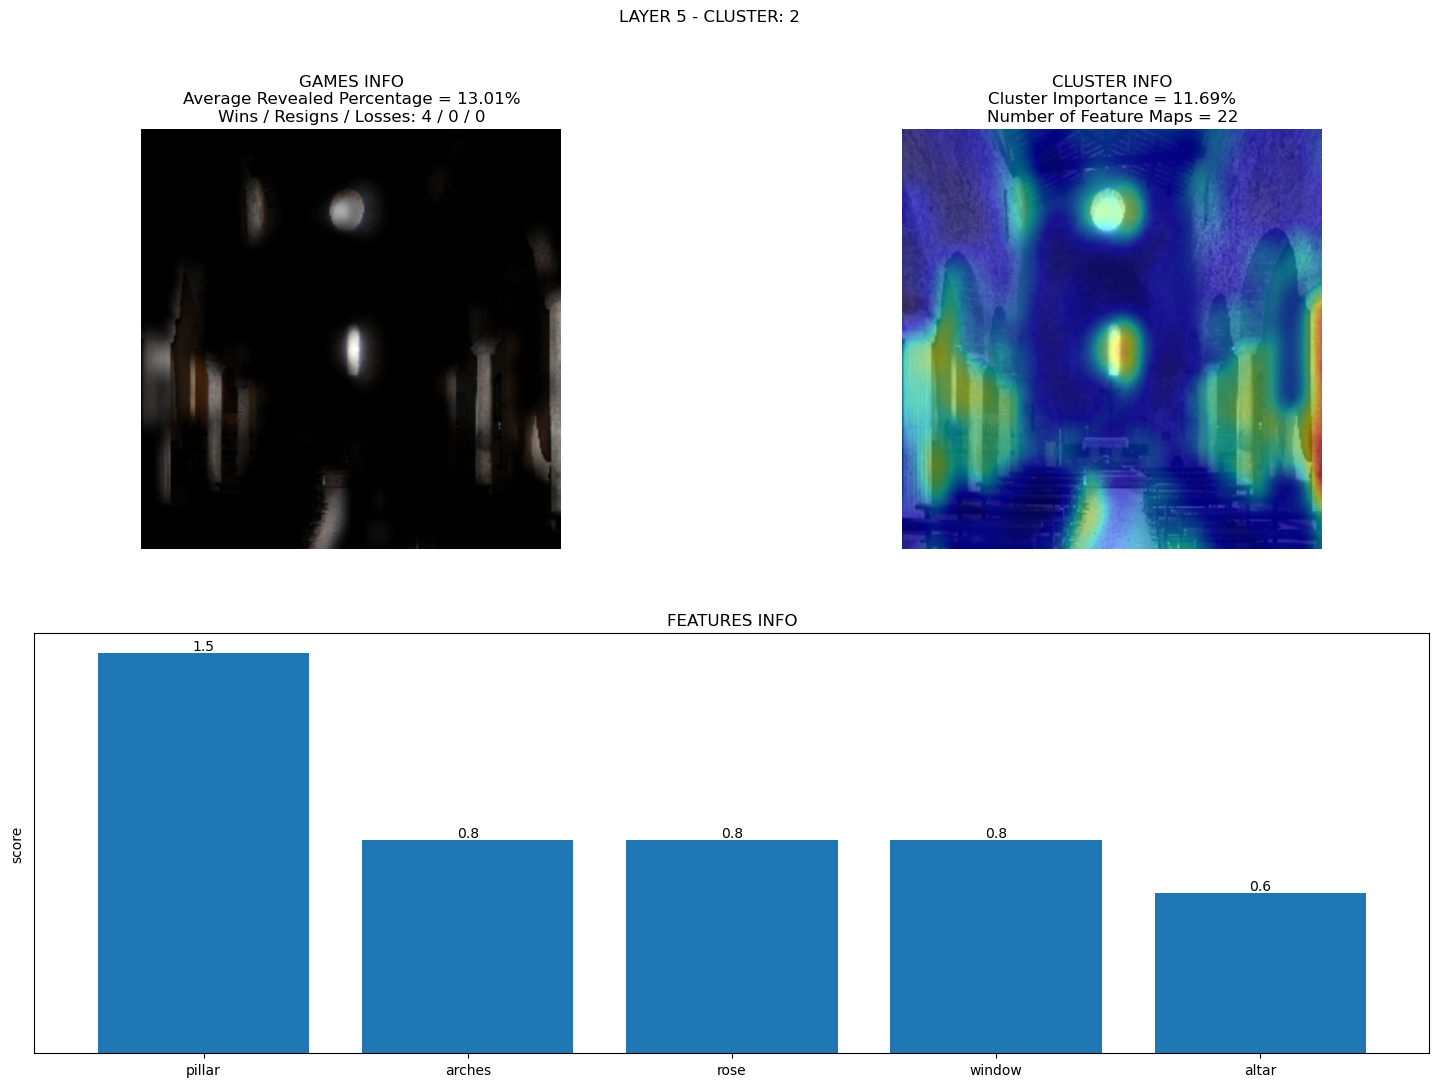 LAYER 5 - CLUSTER: 2
GAMES INFO
Average Revealed Percentage = 13.01%
Wins / Resigns / Losses: 4 / 0 / 0
CLUSTER INFO
Cluster Importance = 11.69%
Number of Feature Maps = 22
FEATURES INFO
score
1.5
0.8
0.8
0.8
0.6
pillar
arches
rose
window
altar